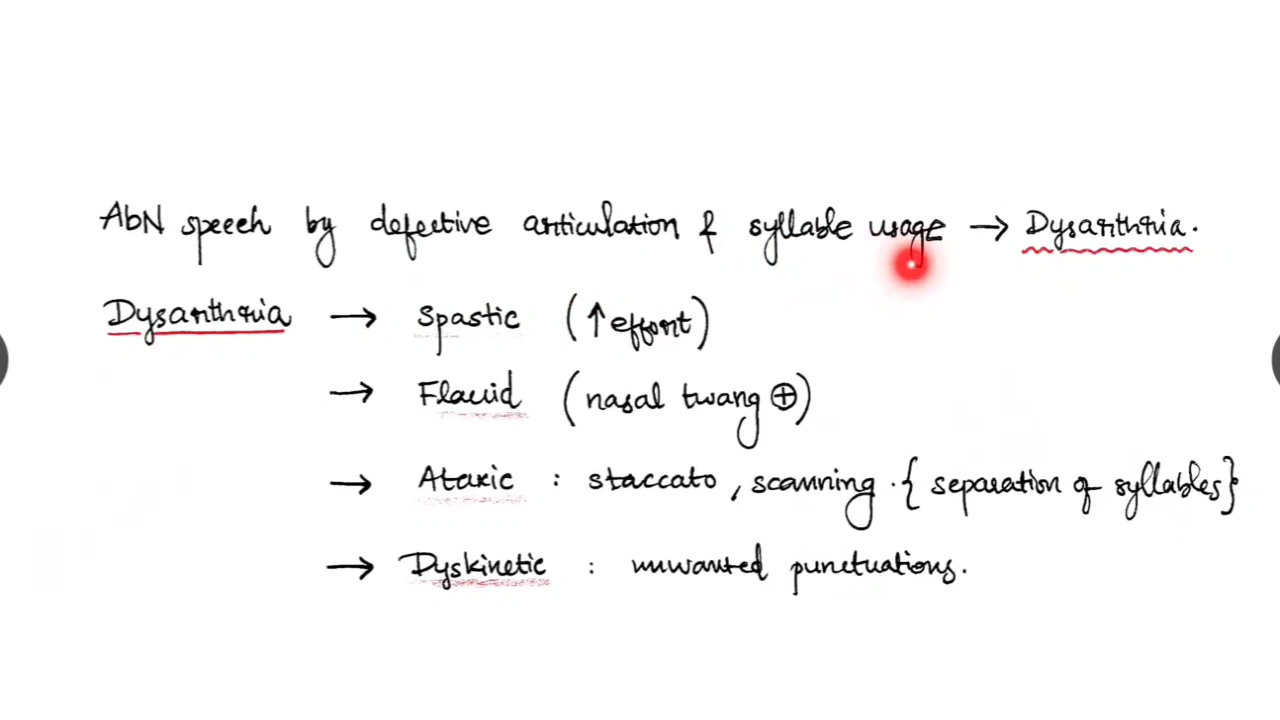 AbN speech by defective articulation & syllable usage → Dysarthria.
Dysarthria → Spastic (↑ effort)
→ Flaccid (nasal twang ⊕)
→ Ataxic : staccato, scanning. {separation of syllables}
→ Dyskinetic : unwanted punctuations.